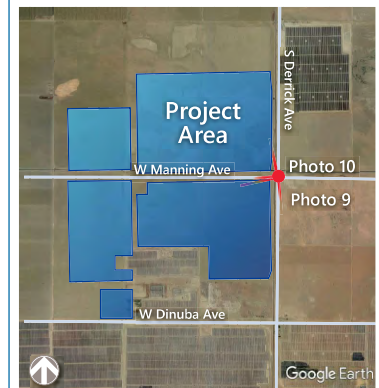 S Derrick Ave
Project
Area
W Manning Ave
Photo 10
Photo 9
W Dinuba Ave
Google Earth